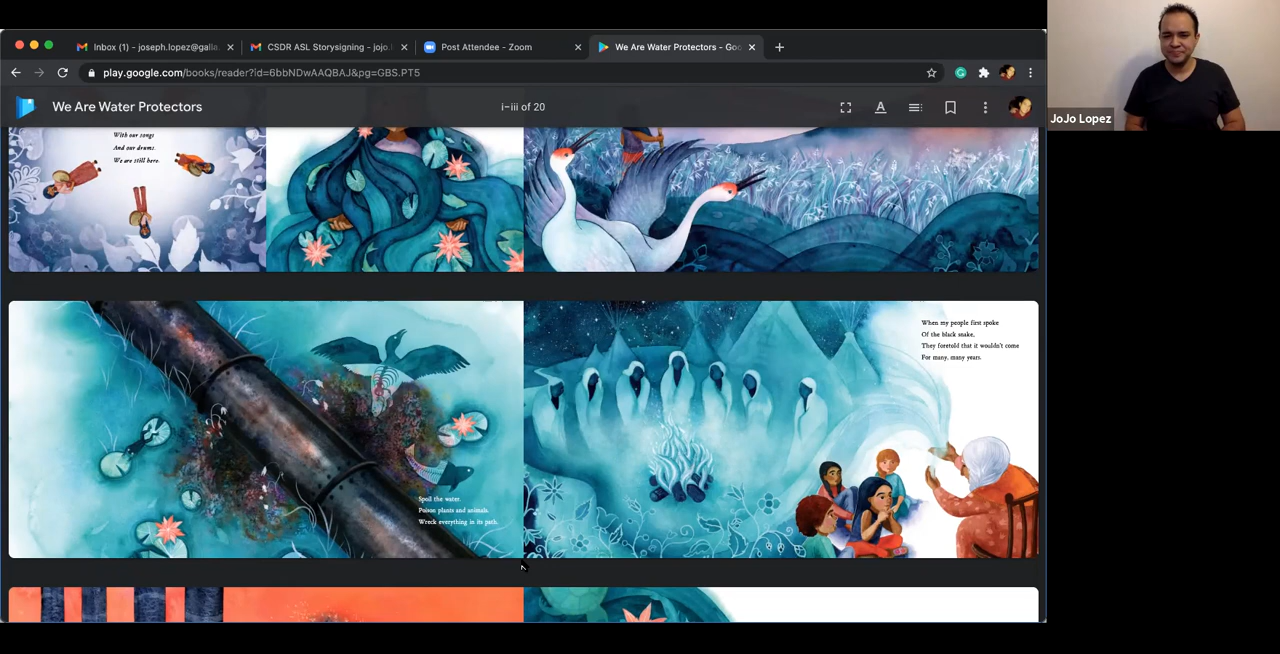 Inbox (1) - joseph.lopez@galla
CSDR ASL Storysigning - jojo.
Post Attendee - Zoom
We Are Water Protectors - Goo
play.google.com/books/reader?id=6bbNDwAAQBAJ&pg=GBS.PT5
We Are Water Protectors
i–iii of 20
A
JoJo Lopez
With our songs
And our drums.
We are still here.
Spoil the water.
Poison plants and animals.
Wreck everything in its path.
When my people first spoke
Of the black snake,
They foretold that it wouldn't come
For many, many years.